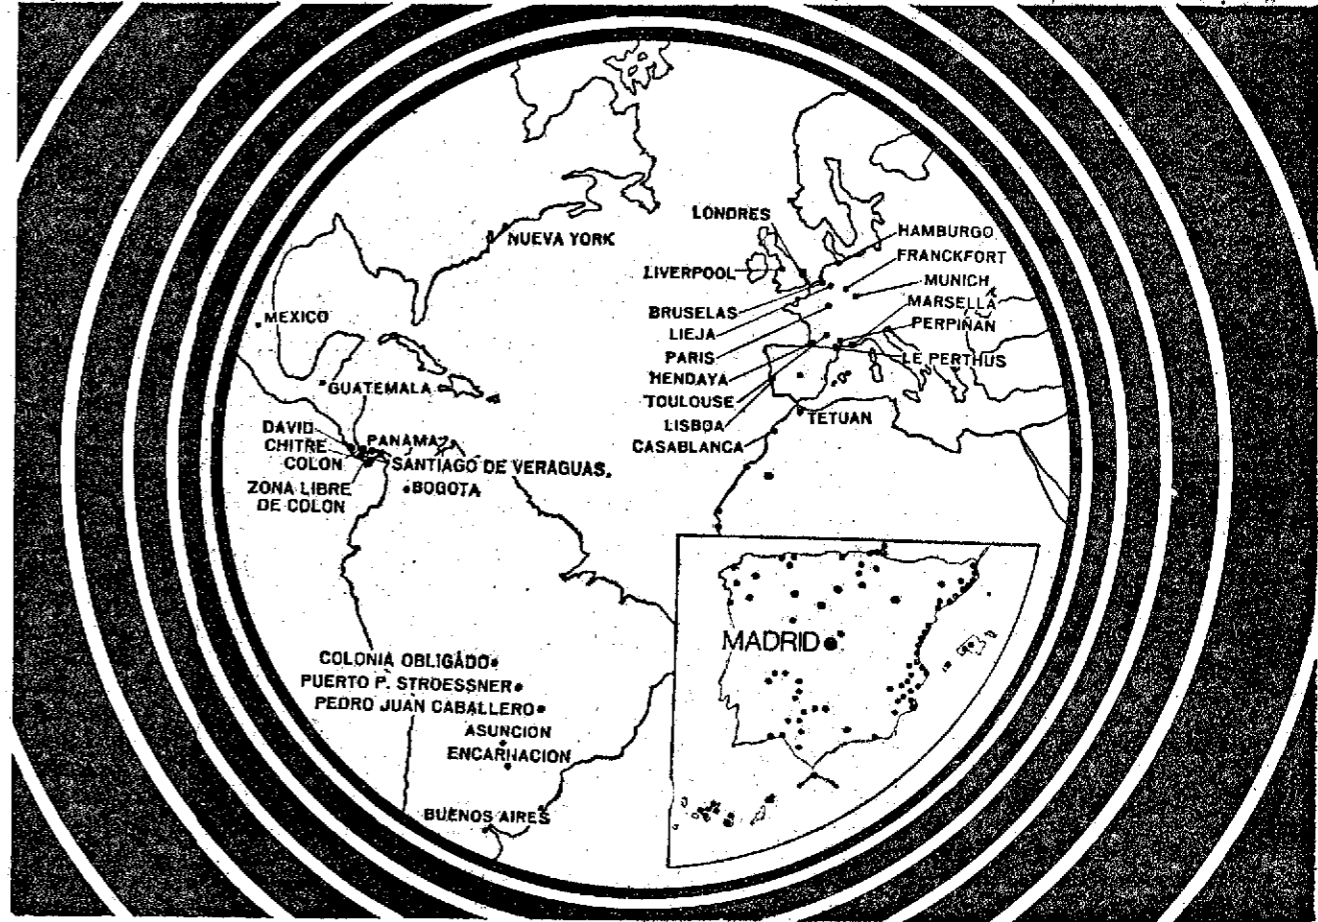 LONDRES
HAMBURGO
NUEVA YORK
FRANCKFORT
LIVERPOOL
MUNICH
MARSELLA
BRUSELAS
MEXICO
PERPIÑAN
LIEJA
PARIS
LE PERTHUS
HENDAYA
GUATEMALA
TOULOUSE
TETUAN
LISBOA
DAVID
PANAMA
CASABLANCA
CHITRE
COLON
SANTIAGO DE VERAGUAS.
ZONA LIBRE
DE COLON
BOGOTA
MADRID
COLONIA OBLIGADO
PUERTO P. STROESSNER
PEDRO JUAN CABALLERO
ASUNCION
ENCARNACION
BUENOS AIRES